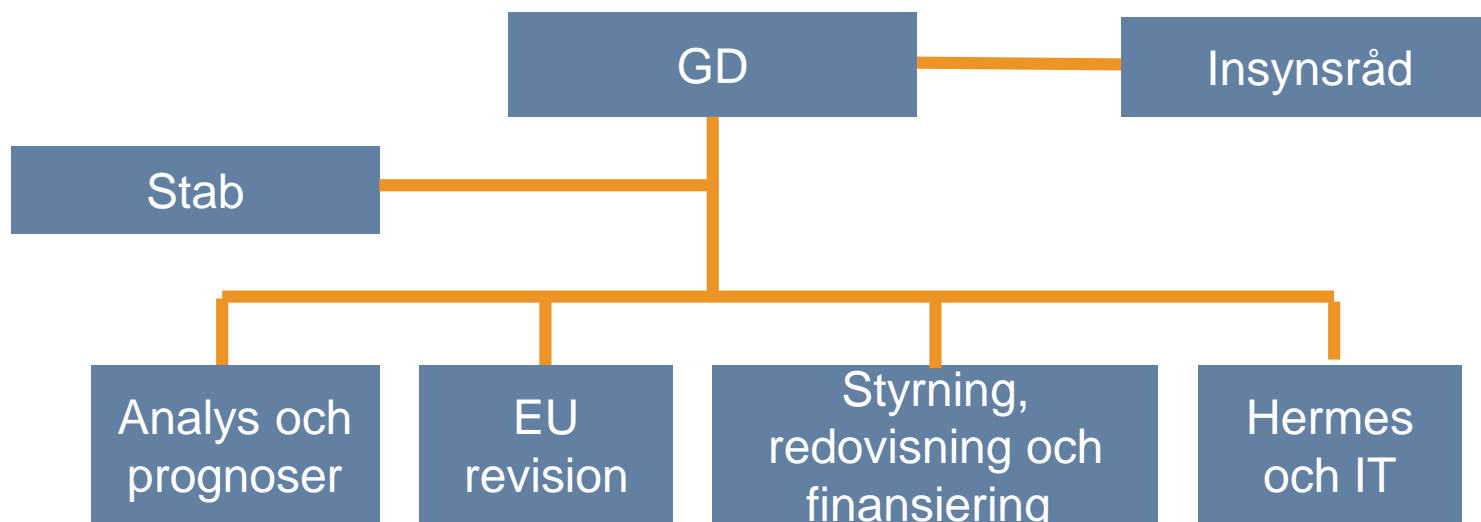 GD
Insynsråd
Stab
Analys och
prognoser
EU
revision
Styrning,
redovisning och
finansiering
Hermes
och IT